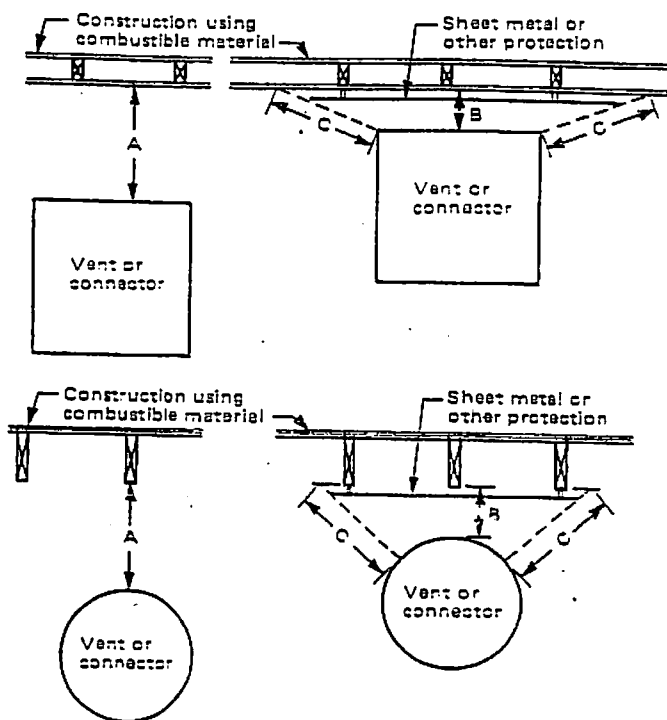 Construction using
combustible material
Sheet metal or
other protection
A
B
C
C
Vent or
connector
Vent or
connector
Construction using
combustible material
Sheet metal or
other protection
A
B
C
C
Vent or
connector
Vent or
connector